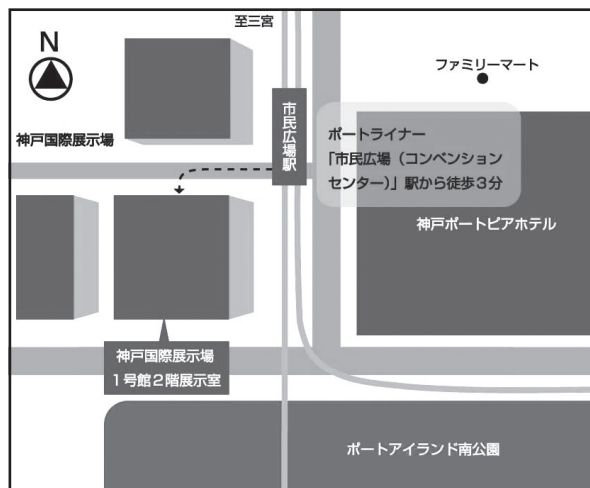 至三宮
N
ファミリーマート
市民広場駅
ポートライナー
「市民広場（コンベンション
センター）」駅から徒歩３分
神戸国際展示場
神戸ポートピアホテル
神戸国際展示場
１号館２階展示室
ポートアイランド南公園